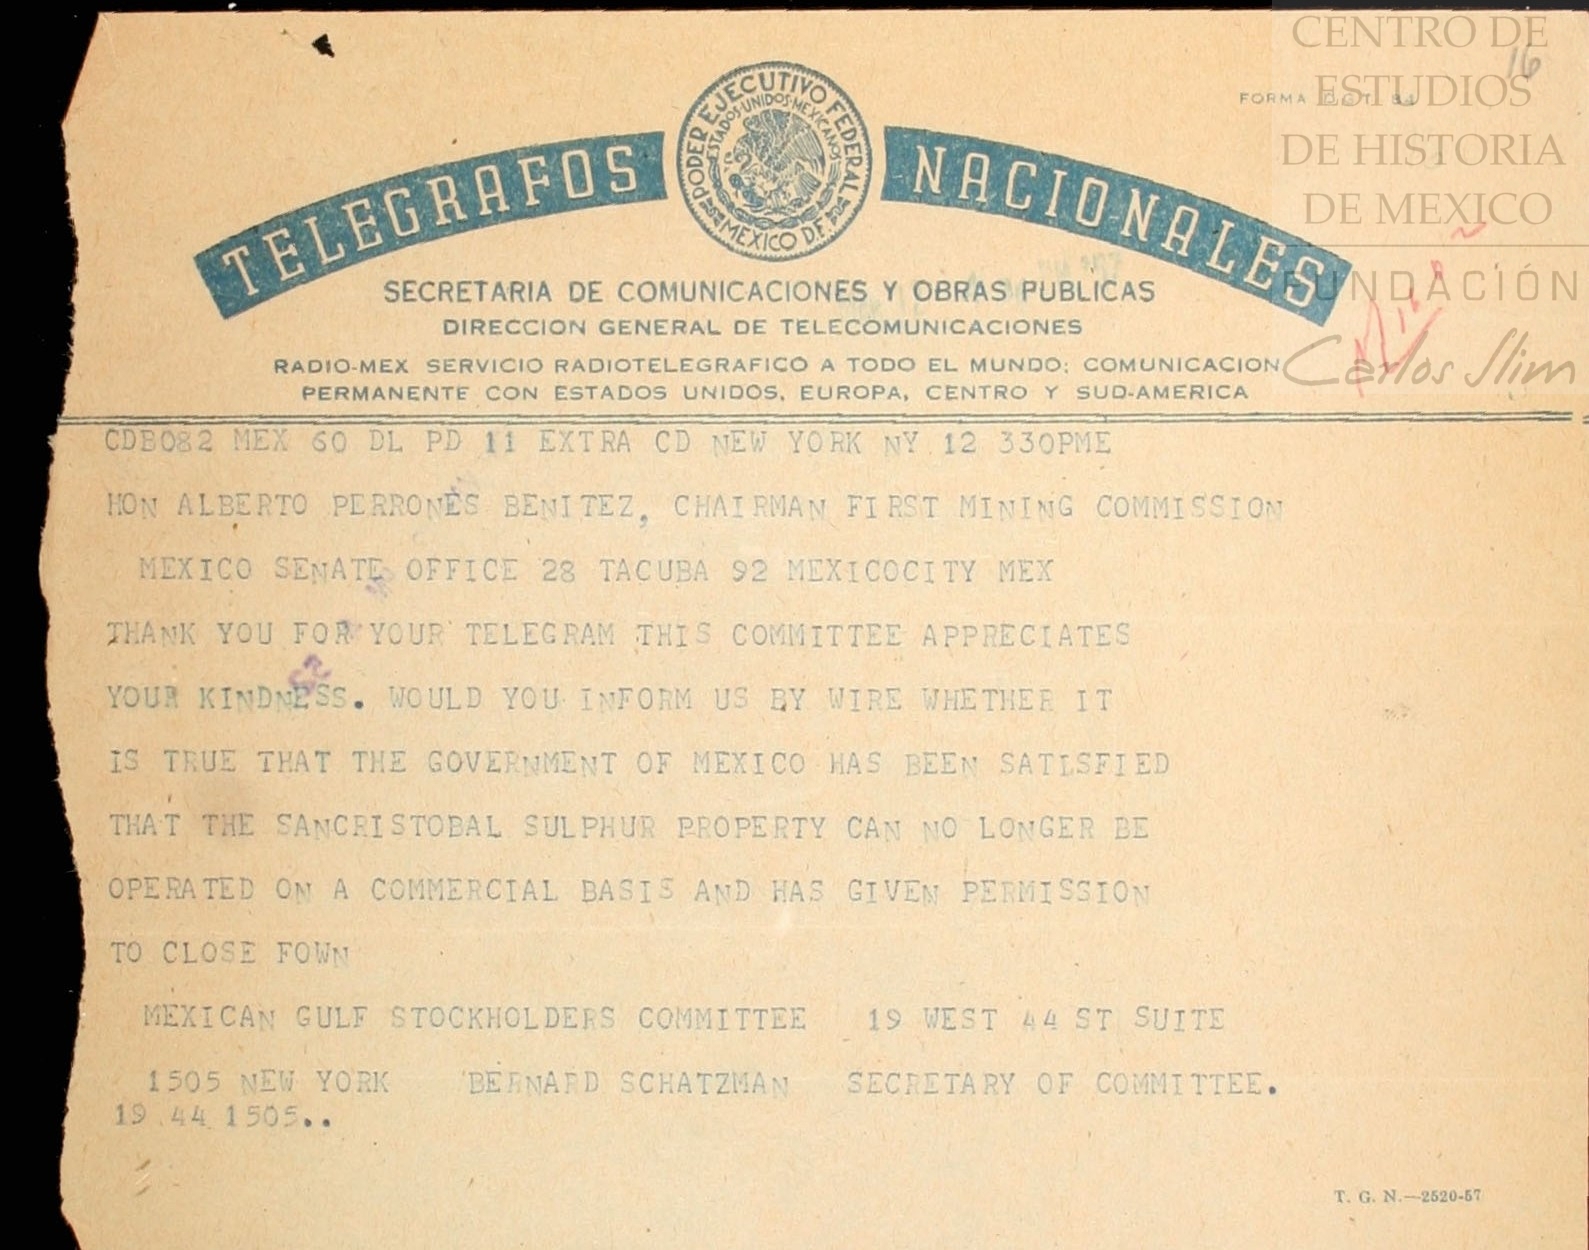 CENTRO DE
ESTUDIOS
DE HISTORIA
DE MEXICO
FUNDACIÓN
Carlos Slim
16
FORMA
TELEGRAFOS NACIONALES
PODER EJECUTIVO FEDERAL
ESTADOS·UNIDOS·MEXICANOS
MEXICO D.F.
SECRETARIA DE COMUNICACIONES Y OBRAS PUBLICAS
DIRECCION GENERAL DE TELECOMUNICACIONES
RADIO-MEX SERVICIO RADIOTELEGRAFICO A TODO EL MUNDO; COMUNICACION
PERMANENTE CON ESTADOS UNIDOS, EUROPA, CENTRO Y SUD-AMERICA
CDB082 MEX 60 DL PD 11 EXTRA CD NEW YORK NY 12 330PME
HON ALBERTO PERRONES BENITEZ, CHAIRMAN FIRST MINING COMMISSION
MEXICO SENATE OFFICE 28 TACUBA 92 MEXICOCITY MEX
THANK YOU FOR YOUR TELEGRAM THIS COMMITTEE APPRECIATES
YOUR KINDNESS. WOULD YOU INFORM US BY WIRE WHETHER IT
IS TRUE THAT THE GOVERNMENT OF MEXICO HAS BEEN SATISFIED
THAT THE SANCRISTOBAL SULPHUR PROPERTY CAN NO LONGER BE
OPERATED ON A COMMERCIAL BASIS AND HAS GIVEN PERMISSION
TO CLOSE FOWN
MEXICAN GULF STOCKHOLDERS COMMITTEE 19 WEST 44 ST SUITE
1505 NEW YORK BERNARD SCHATZMAN SECRETARY OF COMMITTEE.
19 44 1505..
T. G. N.—2520-57